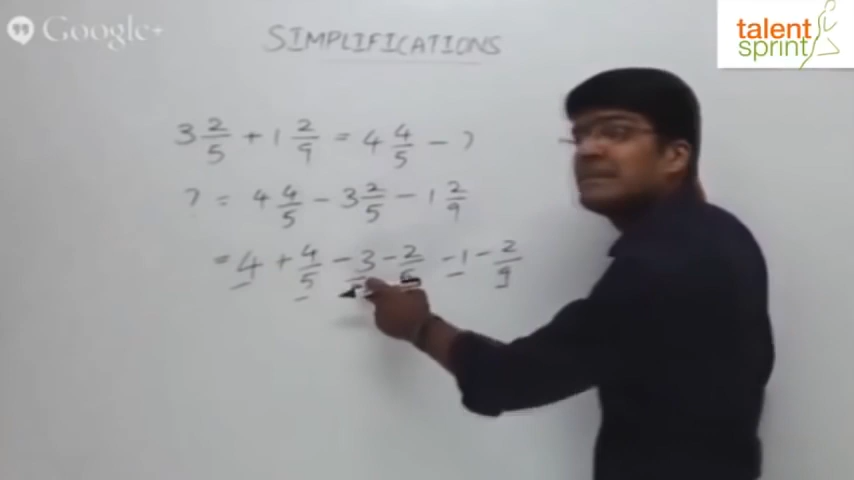 Google+
talent
sprint
SIMPLIFICATIONS
3 2/5 + 1 2/9 = 4 4/5 - ?
? = 4 4/5 - 3 2/5 - 1 2/9
= 4 + 4/5 - 3 - 2/5 - 1 - 2/9